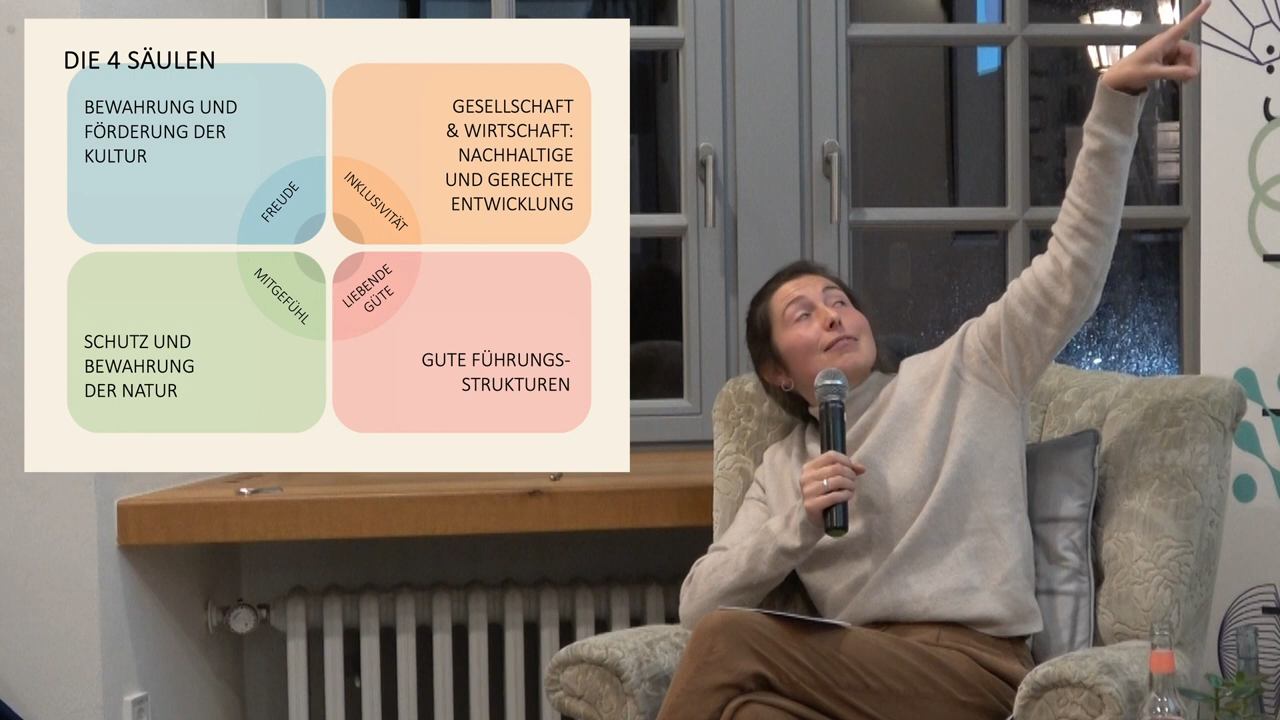 DIE 4 SÄULEN
BEWAHRUNG UND
FÖRDERUNG DER
KULTUR
GESELLSCHAFT
& WIRTSCHAFT:
NACHHALTIGE
UND GERECHTE
ENTWICKLUNG
FREUDE
INKLUSIVITÄT
MITGEFÜHL
LIEBENDE
GÜTE
SCHUTZ UND
BEWAHRUNG
DER NATUR
GUTE FÜHRUNGS-
STRUKTUREN